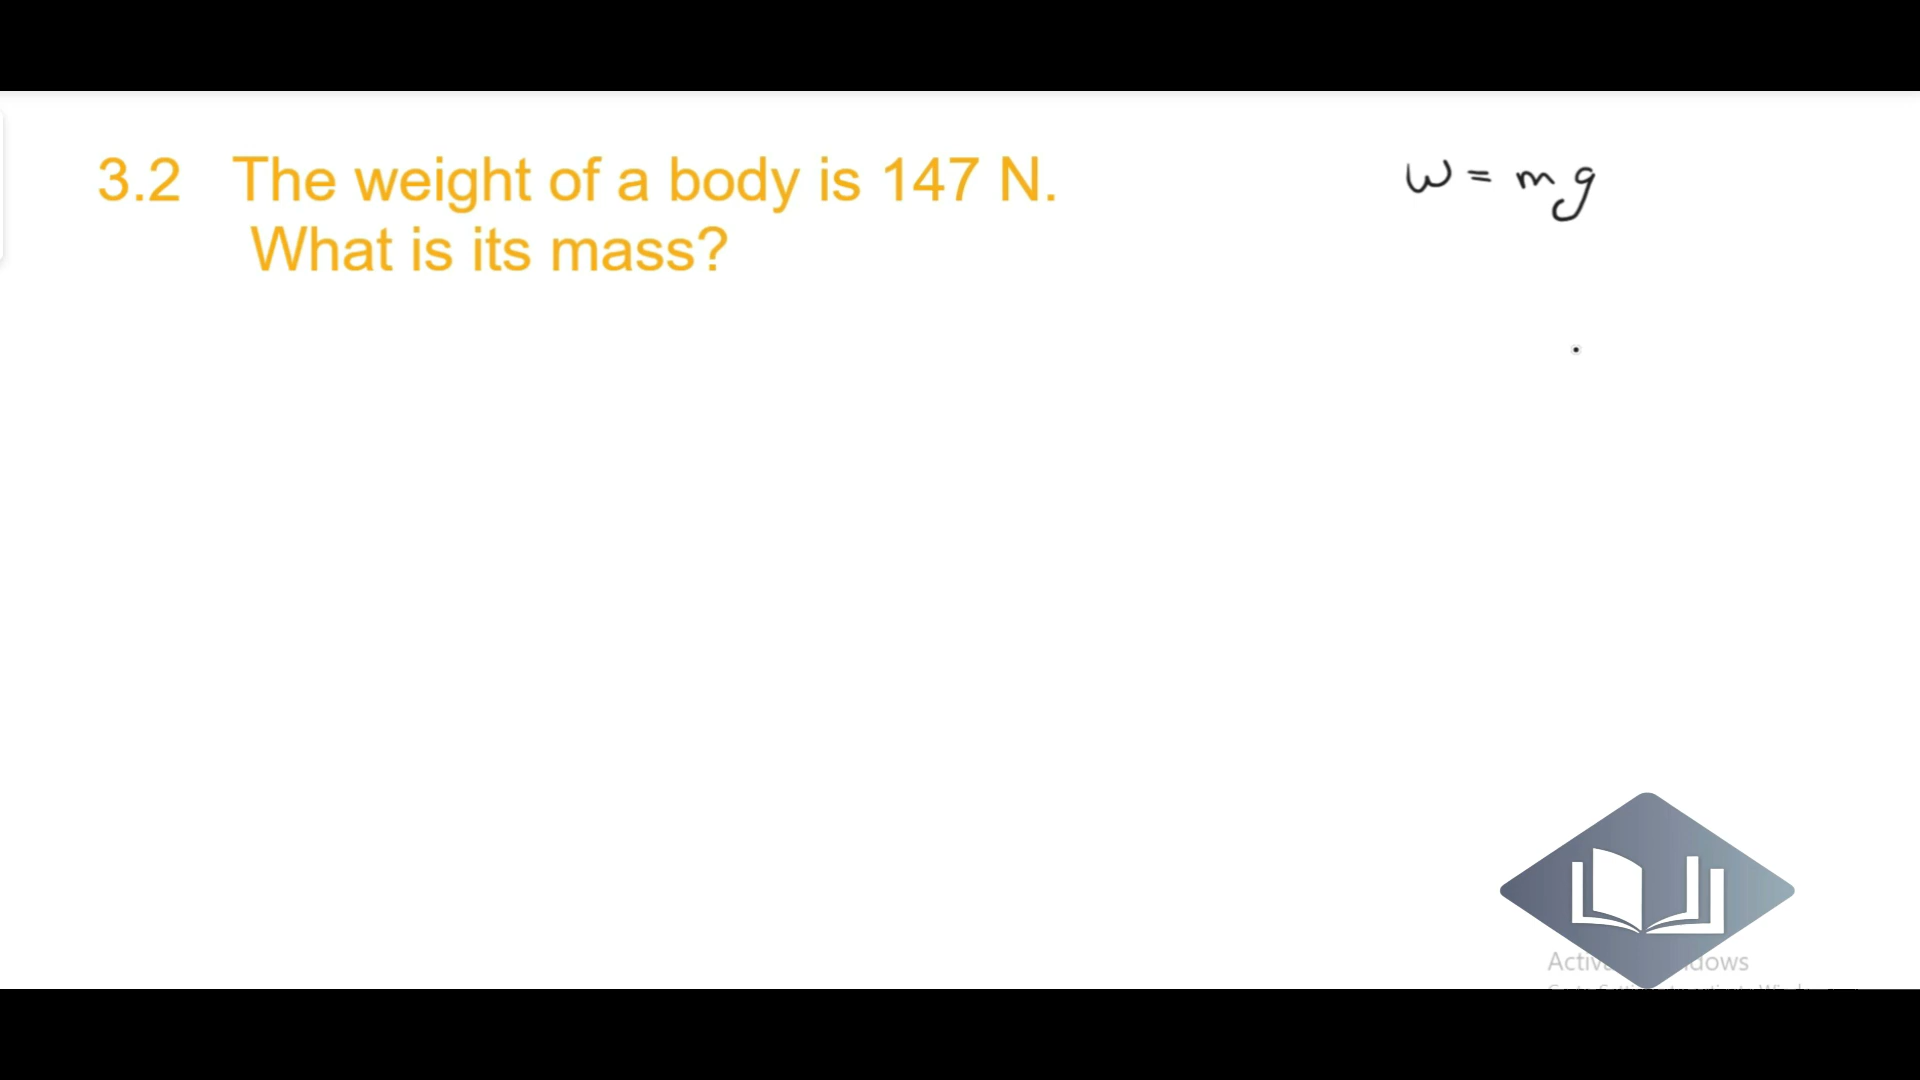 3.2 The weight of a body is 147 N. w = mg
What is its mass?